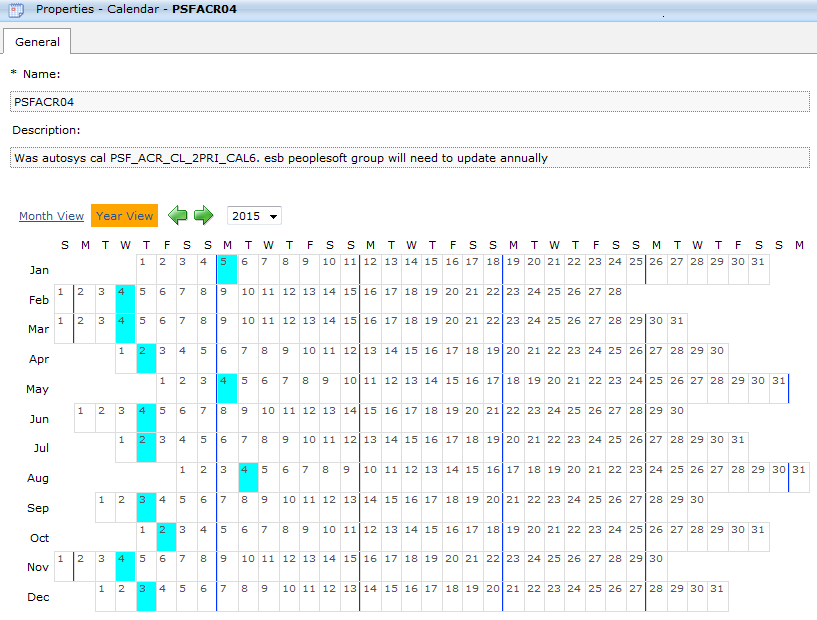 Properties - Calendar - PSFACR04
General
* Name:
PSFACR04
Description:
Was autosys cal PSF_ACR_CL_2PRI_CAL6. esb peoplesoft group will need to update annually
Month View Year View 2015
S M T W T F S S M T W T F S S M T W T F S S M T W T F S S M T W T F S S M
Jan 1 2 3 4 5 6 7 8 9 10 11 12 13 14 15 16 17 18 19 20 21 22 23 24 25 26 27 28 29 30 31
Feb 1 2 3 4 5 6 7 8 9 10 11 12 13 14 15 16 17 18 19 20 21 22 23 24 25 26 27 28
Mar 1 2 3 4 5 6 7 8 9 10 11 12 13 14 15 16 17 18 19 20 21 22 23 24 25 26 27 28 29 30 31
Apr 1 2 3 4 5 6 7 8 9 10 11 12 13 14 15 16 17 18 19 20 21 22 23 24 25 26 27 28 29 30
May 1 2 3 4 5 6 7 8 9 10 11 12 13 14 15 16 17 18 19 20 21 22 23 24 25 26 27 28 29 30 31
Jun 1 2 3 4 5 6 7 8 9 10 11 12 13 14 15 16 17 18 19 20 21 22 23 24 25 26 27 28 29 30
Jul 1 2 3 4 5 6 7 8 9 10 11 12 13 14 15 16 17 18 19 20 21 22 23 24 25 26 27 28 29 30 31
Aug 1 2 3 4 5 6 7 8 9 10 11 12 13 14 15 16 17 18 19 20 21 22 23 24 25 26 27 28 29 30 31
Sep 1 2 3 4 5 6 7 8 9 10 11 12 13 14 15 16 17 18 19 20 21 22 23 24 25 26 27 28 29 30
Oct 1 2 3 4 5 6 7 8 9 10 11 12 13 14 15 16 17 18 19 20 21 22 23 24 25 26 27 28 29 30 31
Nov 1 2 3 4 5 6 7 8 9 10 11 12 13 14 15 16 17 18 19 20 21 22 23 24 25 26 27 28 29 30
Dec 1 2 3 4 5 6 7 8 9 10 11 12 13 14 15 16 17 18 19 20 21 22 23 24 25 26 27 28 29 30 31